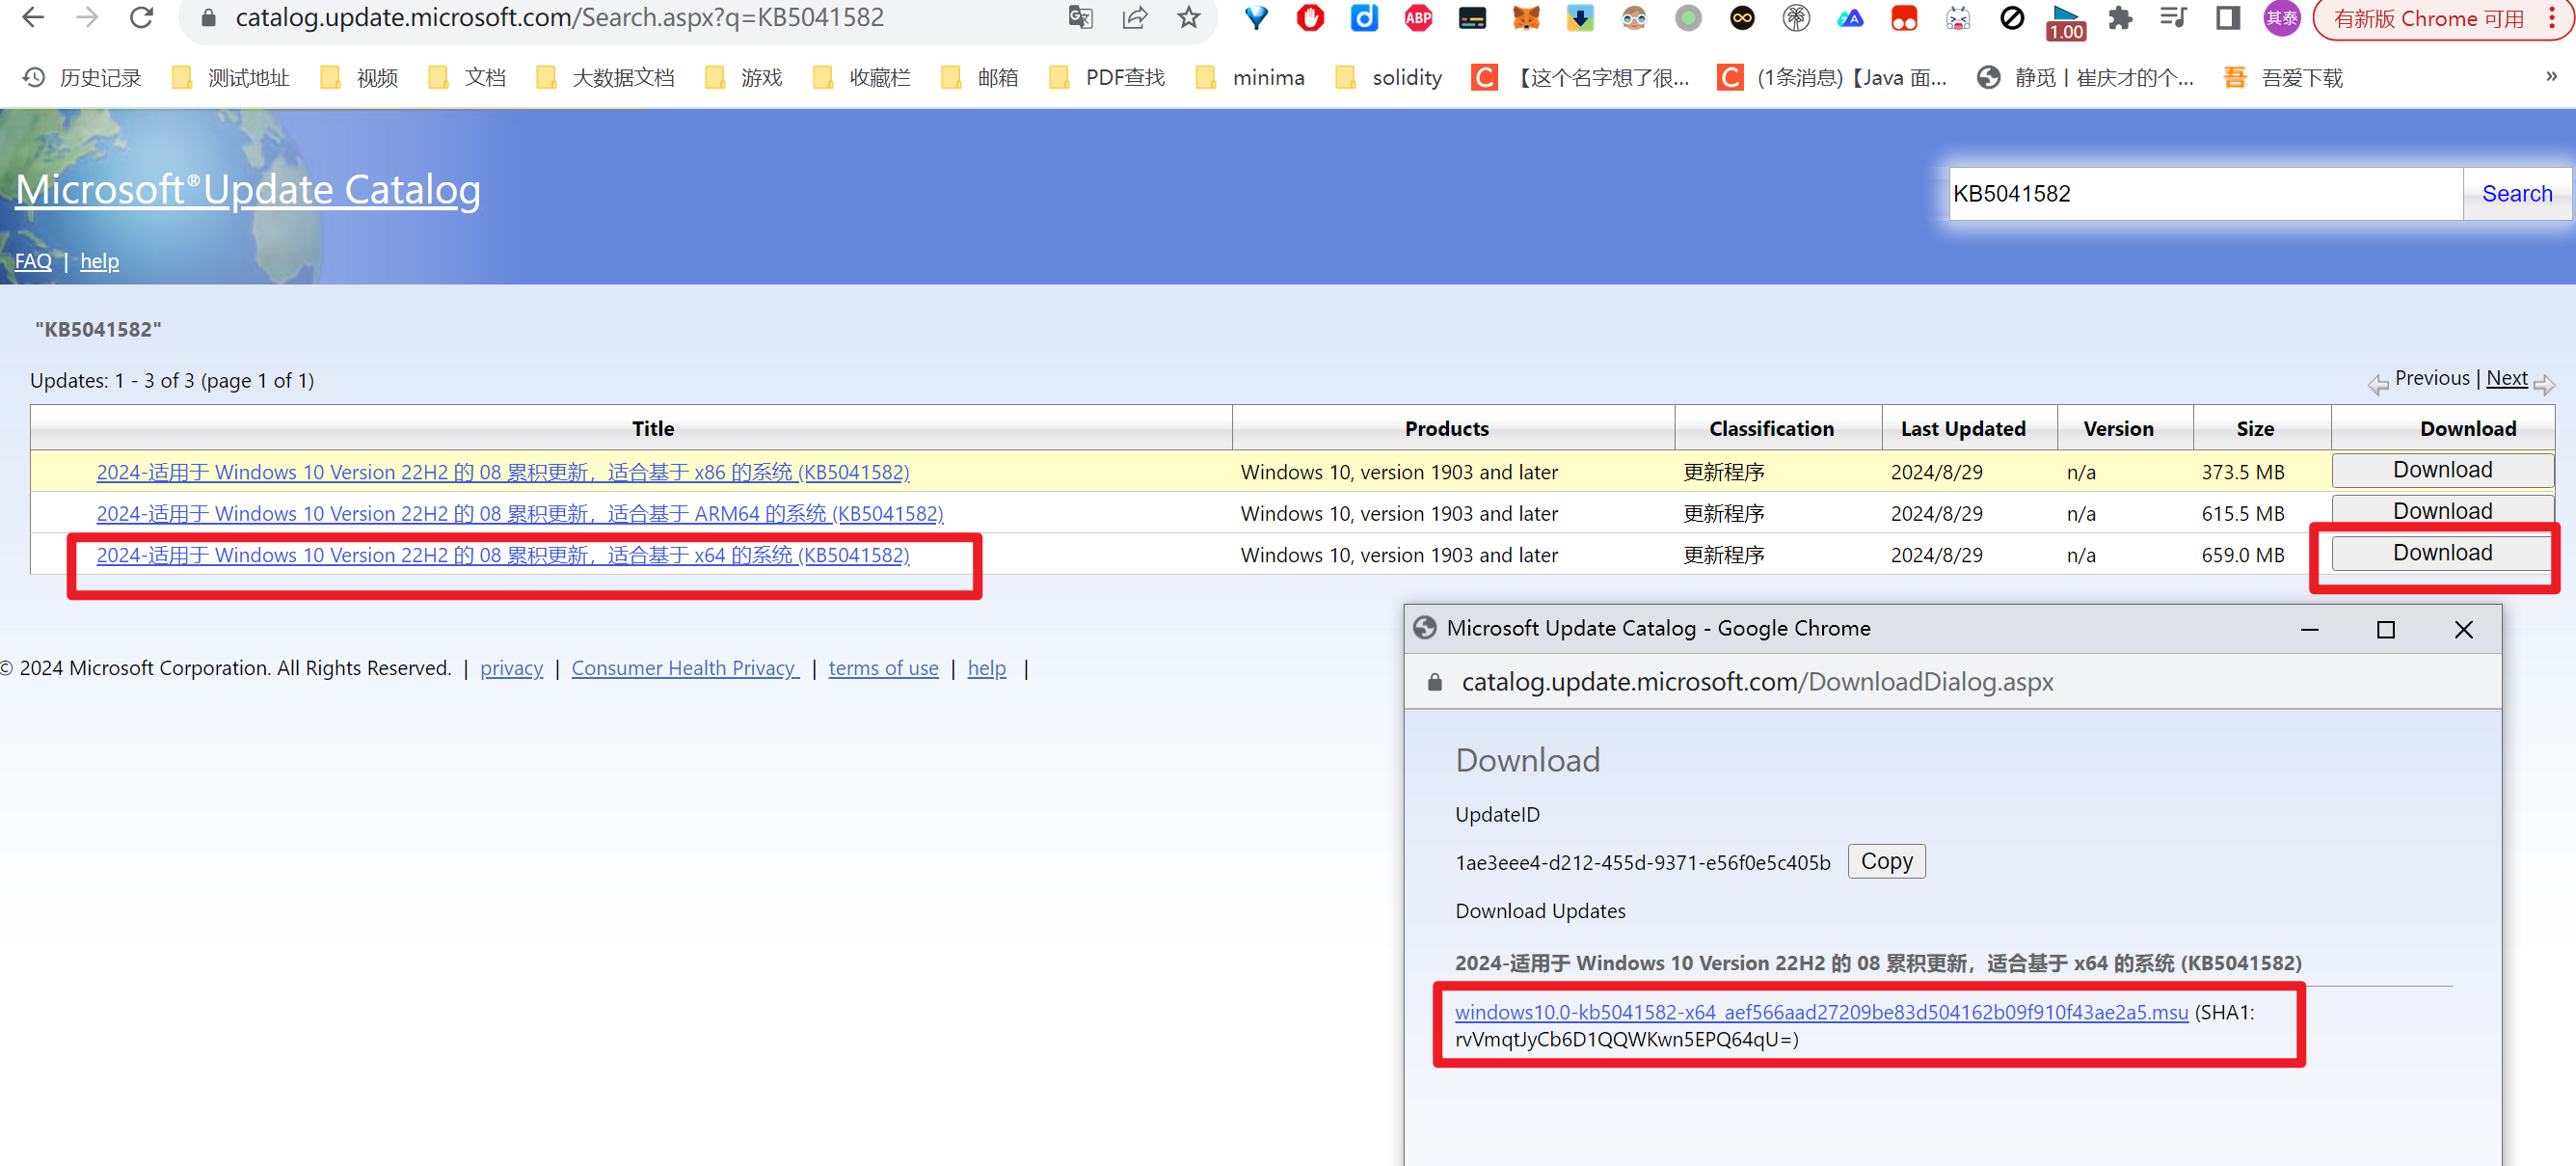 catalog.update.microsoft.com/Search.aspx?q=KB5041582
ABP
1.00
其泰
有新版 Chrome 可用
历史记录
测试地址
视频
文档
大数据文档
游戏
收藏栏
邮箱
PDF查找
minima
solidity
C 【这个名字想了很...
C (1条消息)【Java 面...
静觅丨崔庆才的个...
吾 吾爱下载
»
Microsoft®Update Catalog
KB5041582
Search
FAQ | help
"KB5041582"
Updates: 1 - 3 of 3 (page 1 of 1)
Previous | Next
Title Products Classification Last Updated Version Size Download
2024-适用于 Windows 10 Version 22H2 的 08 累积更新，适合基于 x86 的系统 (KB5041582) Windows 10, version 1903 and later 更新程序 2024/8/29 n/a 373.5 MB Download
2024-适用于 Windows 10 Version 22H2 的 08 累积更新，适合基于 ARM64 的系统 (KB5041582) Windows 10, version 1903 and later 更新程序 2024/8/29 n/a 615.5 MB Download
2024-适用于 Windows 10 Version 22H2 的 08 累积更新，适合基于 x64 的系统 (KB5041582) Windows 10, version 1903 and later 更新程序 2024/8/29 n/a 659.0 MB Download
© 2024 Microsoft Corporation. All Rights Reserved. | privacy | Consumer Health Privacy | terms of use | help |
Microsoft Update Catalog - Google Chrome
catalog.update.microsoft.com/DownloadDialog.aspx
Download
UpdateID
1ae3eee4-d212-455d-9371-e56f0e5c405b Copy
Download Updates
2024-适用于 Windows 10 Version 22H2 的 08 累积更新，适合基于 x64 的系统 (KB5041582)
windows10.0-kb5041582-x64_aef566aad27209be83d504162b09f910f43ae2a5.msu (SHA1:
rvVmqtJyCb6D1QQWKwn5EPQ64qU=)